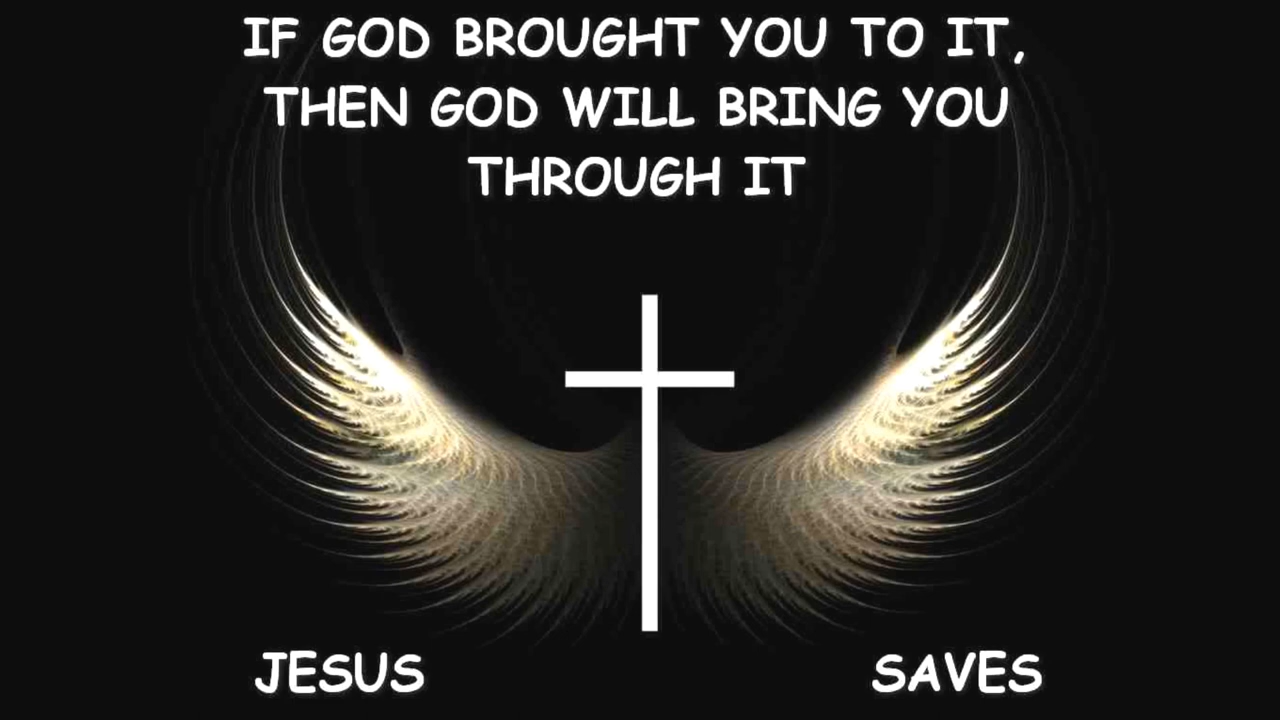 IF GOD BROUGHT YOU TO IT,
THEN GOD WILL BRING YOU
THROUGH IT
JESUS SAVES